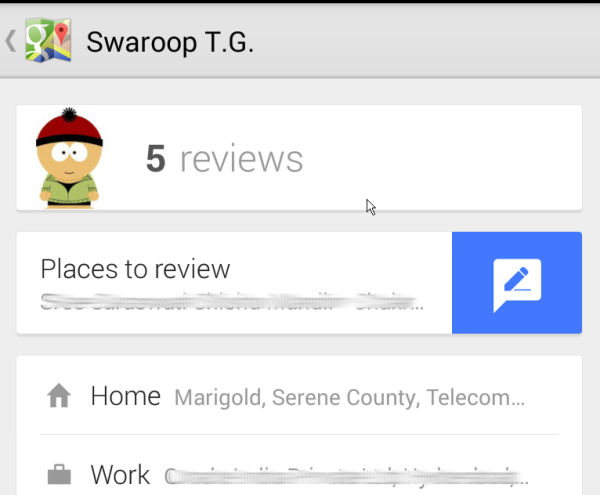 Swaroop T.G.
5 reviews
Places to review
Home Marigold, Serene County, Telecom...
Work